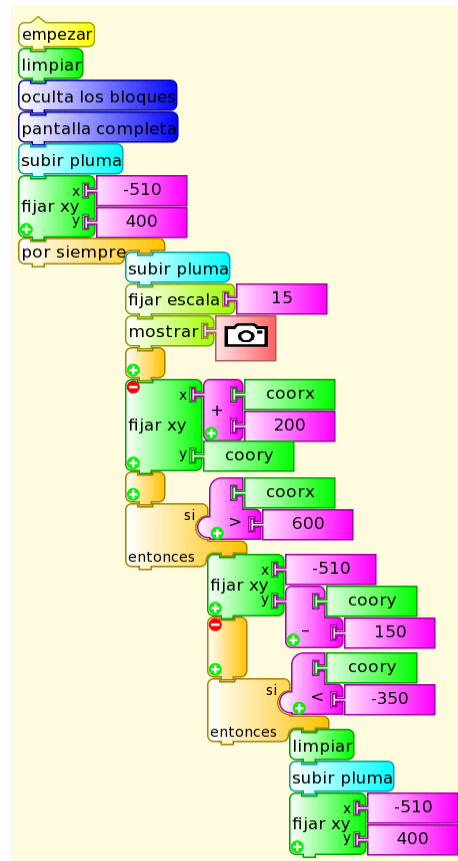 empezar
limpiar
oculta los bloques
pantalla completa
subir pluma
fijar xy x -510
y 400
por siempre
subir pluma
fijar escala 15
mostrar
fijar xy x + coorx
200
y coory
si > coorx
600
entonces
fijar xy x -510
y - coory
150
si < coory
-350
entonces
limpiar
subir pluma
fijar xy x -510
y 400